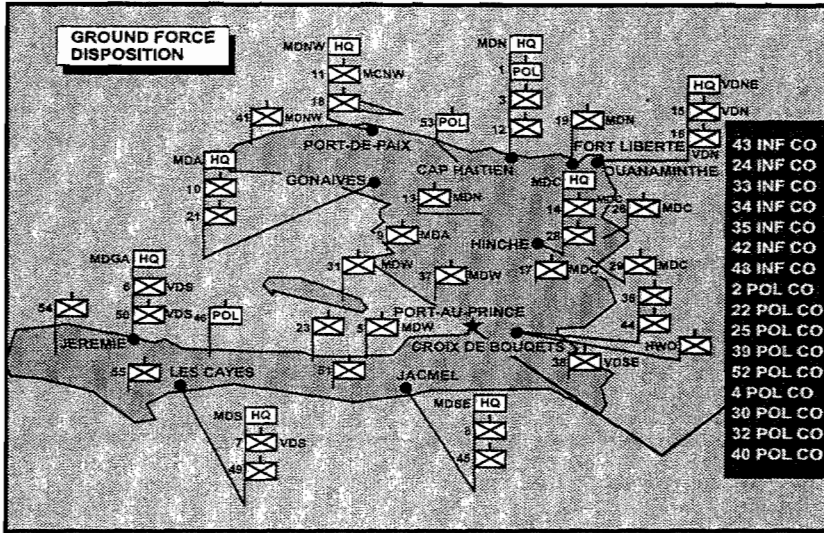 GROUND FORCE
DISPOSITION
MDNW HQ
11 MCNW
18
41 MDNW
53 POL
MDN HQ
1 POL
3
12
19 MDN
HQ VDNE
15 VDN
16
VDN
PORT-DE-PAIX
CAP HAITIEN
FORT LIBERTE
OUANAMINTHE
MDA HQ
10
21
GONAIVES
13 MDN
MDC HQ
14 MDC
28
26 MDC
9 MDA
HINCHE
17 MDC
29 MDC
31 MDW
37 MDW
MDGA HQ
6 VDS
50 VDS
54
46 POL
23
5 MDW
PORT-AU-PRINCE
CROIX DE BOUQETS
36
44
HWD
38 VDSE
JEREMIE
55
LES CAYES
51
JACMEL
MDS HQ
7 VDS
49
MDSE HQ
8
45
43 INF CO
24 INF CO
33 INF CO
34 INF CO
35 INF CO
42 INF CO
48 INF CO
2 POL CO
22 POL CO
25 POL CO
39 POL CO
52 POL CO
4 POL CO
30 POL CO
32 POL CO
40 POL CO